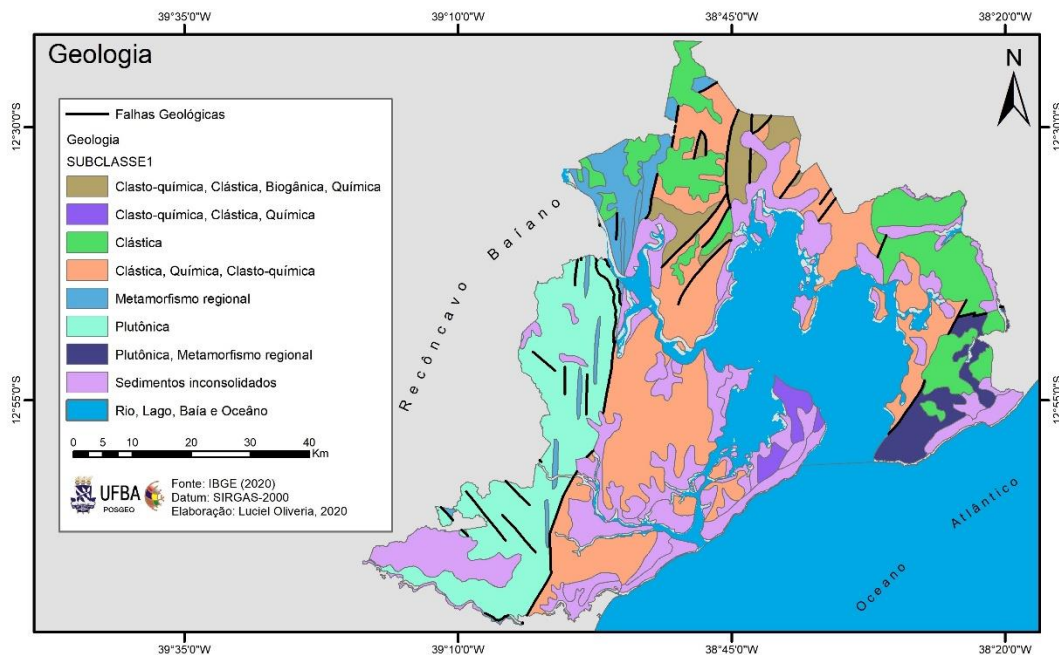 39°35'0"W 39°10'0"W 38°45'0"W 38°20'0"W
Geologia
N
Falhas Geológicas
Geologia
SUBCLASSE1
Clasto-química, Clástica, Biogânica, Química
Clasto-química, Clástica, Química
Clástica
Clástica, Química, Clasto-química
Metamorfismo regional
Plutônica
Plutônica, Metamorfismo regional
Sedimentos inconsolidados
Rio, Lago, Baía e Oceâno
0 5 10 20 30 40
Km
UFBA
POSGEO
Fonte: IBGE (2020)
Datum: SIRGAS-2000
Elaboração: Luciel Oliveria, 2020
12°30'0"S
12°30'0"S
12°55'0"S
12°55'0"S
Recôncavo Baíano
Oceano Atlântico
39°35'0"W 39°10'0"W 38°45'0"W 38°20'0"W